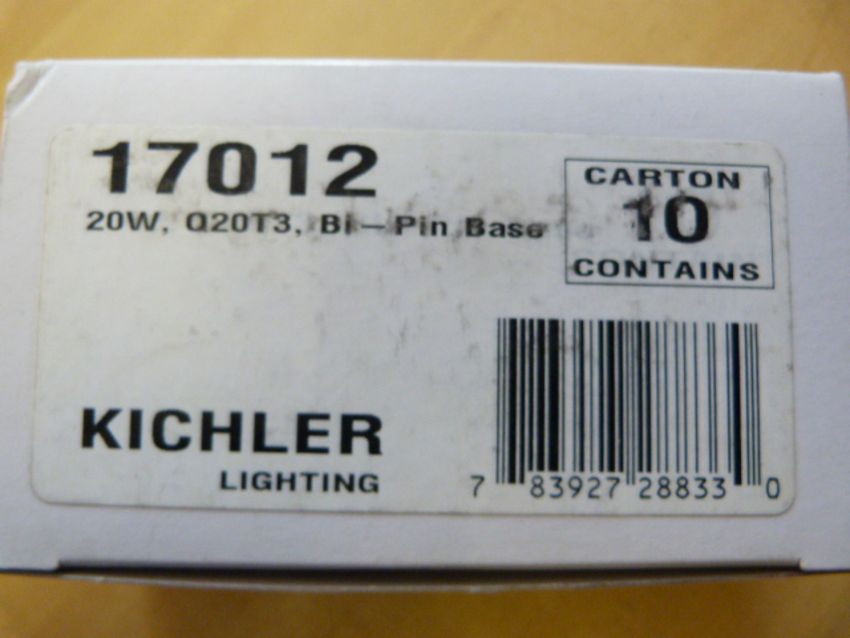 17012
20W, Q20T3, Bi-Pin Base
CARTON
10
CONTAINS
KICHLER
LIGHTING
7 83927 28833 0